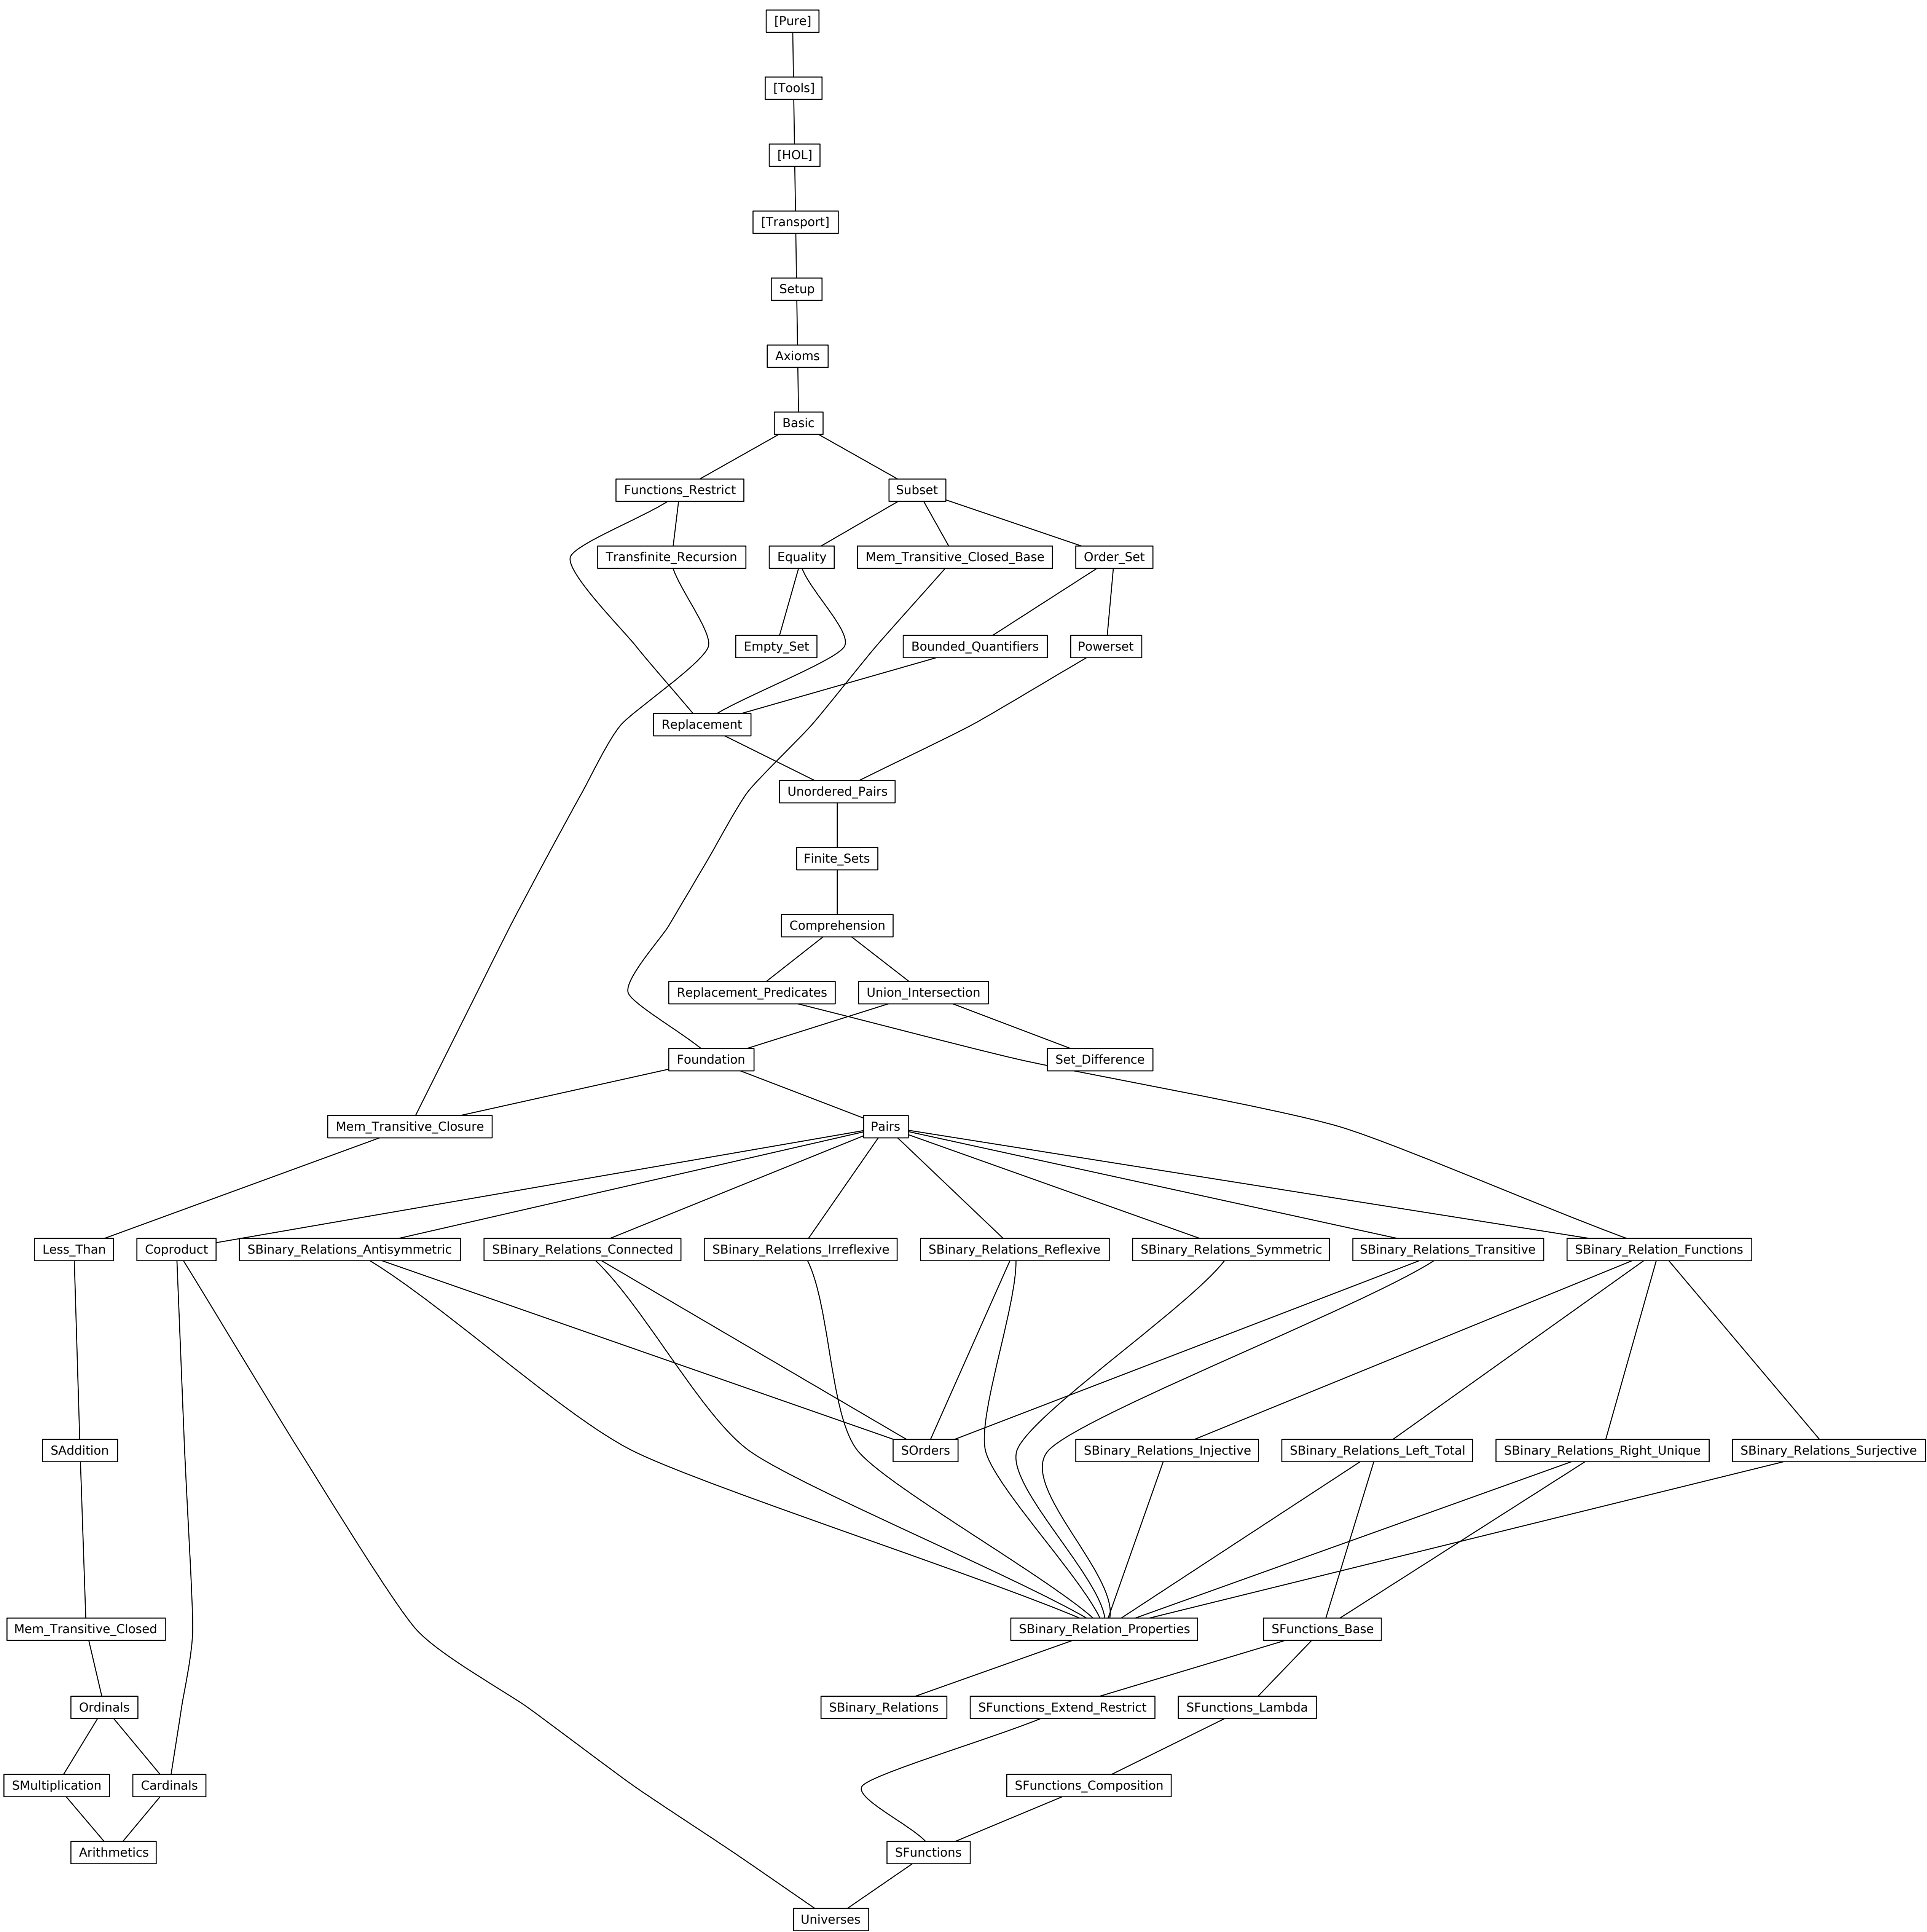 [Pure]
[Tools]
[HOL]
[Transport]
Setup
Axioms
Basic
Functions_Restrict
Subset
Transfinite_Recursion
Equality
Mem_Transitive_Closed_Base
Order_Set
Empty_Set
Bounded_Quantifiers
Powerset
Replacement
Unordered_Pairs
Finite_Sets
Comprehension
Replacement_Predicates
Union_Intersection
Foundation
Set_Difference
Mem_Transitive_Closure
Pairs
Less_Than
Coproduct
SBinary_Relations_Antisymmetric
SBinary_Relations_Connected
SBinary_Relations_Irreflexive
SBinary_Relations_Reflexive
SBinary_Relations_Symmetric
SBinary_Relations_Transitive
SBinary_Relation_Functions
SAddition
SOrders
SBinary_Relations_Injective
SBinary_Relations_Left_Total
SBinary_Relations_Right_Unique
SBinary_Relations_Surjective
Mem_Transitive_Closed
SBinary_Relation_Properties
SFunctions_Base
Ordinals
SBinary_Relations
SFunctions_Extend_Restrict
SFunctions_Lambda
SMultiplication
Cardinals
SFunctions_Composition
Arithmetics
SFunctions
Universes